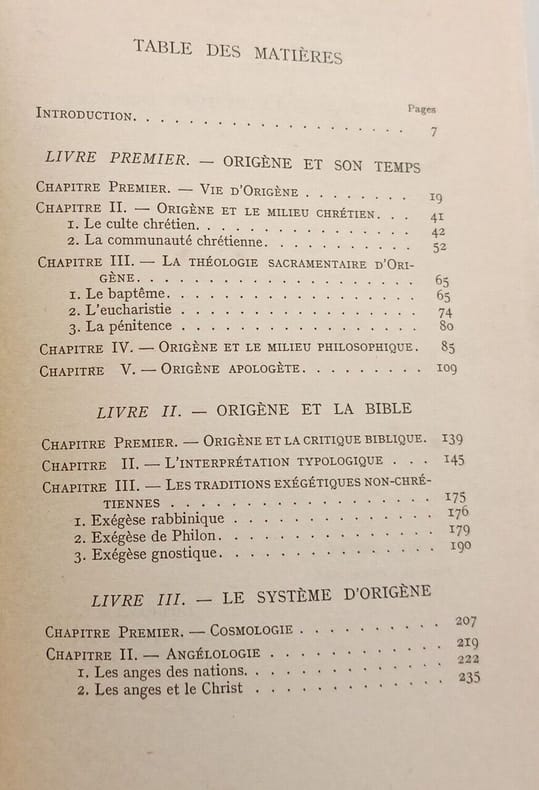 TABLE DES MATIÈRES
Pages
INTRODUCTION. . . . . . . . . . . . . . . . . . 7
LIVRE PREMIER. — ORIGÈNE ET SON TEMPS
CHAPITRE PREMIER. — VIE D'ORIGÈNE . . . . . . . . 19
CHAPITRE II. — ORIGÈNE ET LE MILIEU CHRÉTIEN. . . 41
1. Le culte chrétien. . . . . . . . . . . . . . . 42
2. La communauté chrétienne. . . . . . . . . . . 52
CHAPITRE III. — LA THÉOLOGIE SACRAMENTAIRE D'ORI-
GÈNE. . . . . . . . . . . . . . . . . . . 65
1. Le baptême. . . . . . . . . . . . . . . . . 65
2. L'eucharistie . . . . . . . . . . . . . . . . 74
3. La pénitence . . . . . . . . . . . . . . . . 80
CHAPITRE IV. — ORIGÈNE ET LE MILIEU PHILOSOPHIQUE. 85
CHAPITRE V. — ORIGÈNE APOLOGÈTE. . . . . . . . . 109
LIVRE II. — ORIGÈNE ET LA BIBLE
CHAPITRE PREMIER. — ORIGÈNE ET LA CRITIQUE BIBLIQUE. 139
CHAPITRE II. — L'INTERPRÉTATION TYPOLOGIQUE . . . 145
CHAPITRE III. — LES TRADITIONS EXÉGÉTIQUES NON-CHRÉ-
TIENNES . . . . . . . . . . . . . . . . . 175
1. Exégèse rabbinique . . . . . . . . . . . . . 176
2. Exégèse de Philon. . . . . . . . . . . . . . 179
3. Exégèse gnostique. . . . . . . . . . . . . . 190
LIVRE III. — LE SYSTÈME D'ORIGÈNE
CHAPITRE PREMIER. — COSMOLOGIE . . . . . . . . . 207
CHAPITRE II. — ANGÉLOLOGIE . . . . . . . . . . . 219
1. Les anges des nations. . . . . . . . . . . . 222
2. Les anges et le Christ . . . . . . . . . . . 235